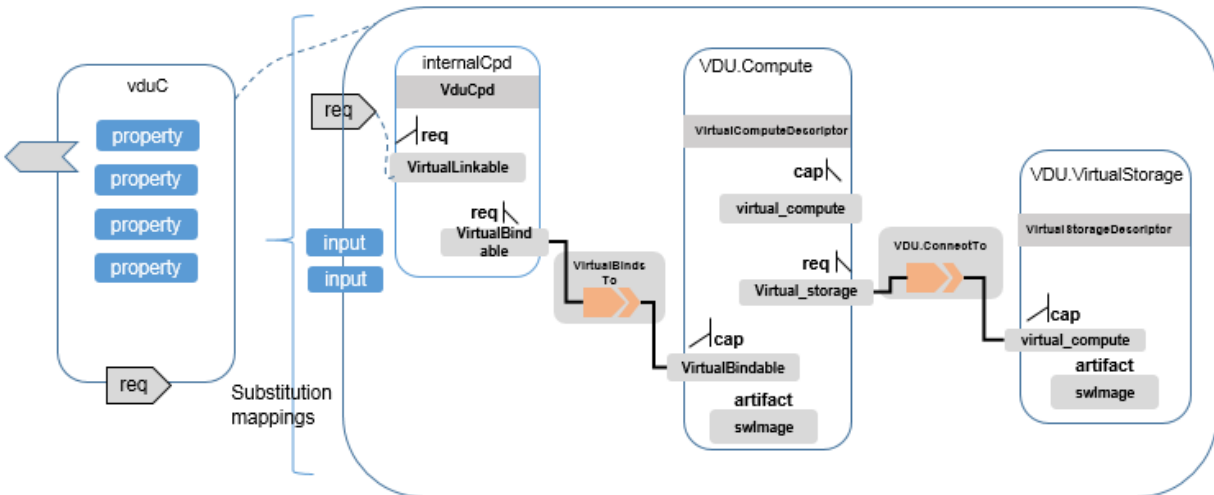 vduC
property
property
property
property
req
Substitution
mappings
req
input
input
internalCpd
VduCpd
req
VirtualLinkable
req
VirtualBind
able
VirtualBinds
To
VDU.Compute
VirtualComputeDescriptor
cap
virtual_compute
req
Virtual_storage
cap
VirtualBindable
artifact
swImage
VDU.ConnectTo
VDU.VirtualStorage
VirtualStorageDescriptor
cap
virtual_compute
artifact
swImage